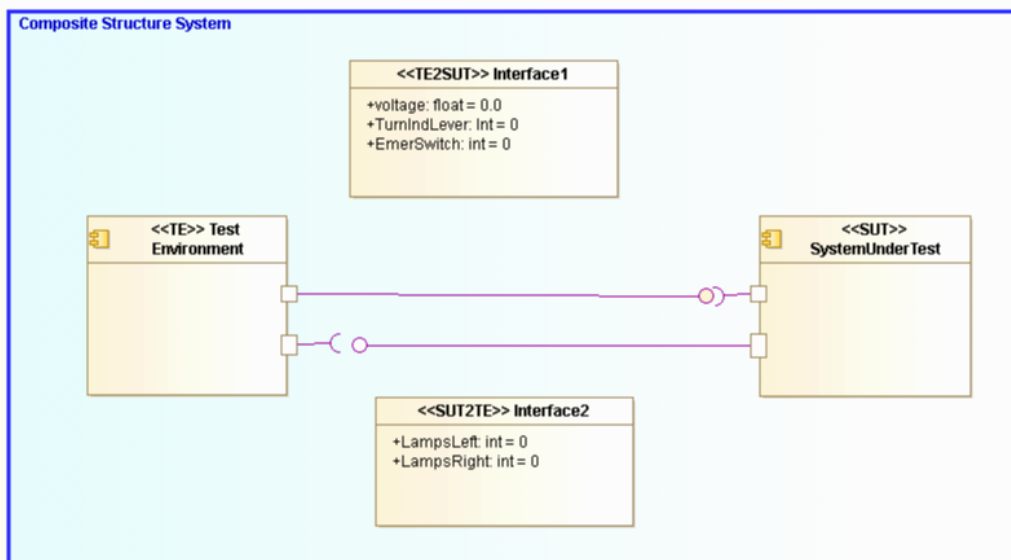 Composite Structure System
<<TE2SUT>> Interface1
+voltage: float = 0.0
+TurnIndLever: Int = 0
+EmerSwitch: int = 0
<<TE>> Test
Environment
<<SUT>>
SystemUnderTest
<<SUT2TE>> Interface2
+LampsLeft: int = 0
+LampsRight: int = 0